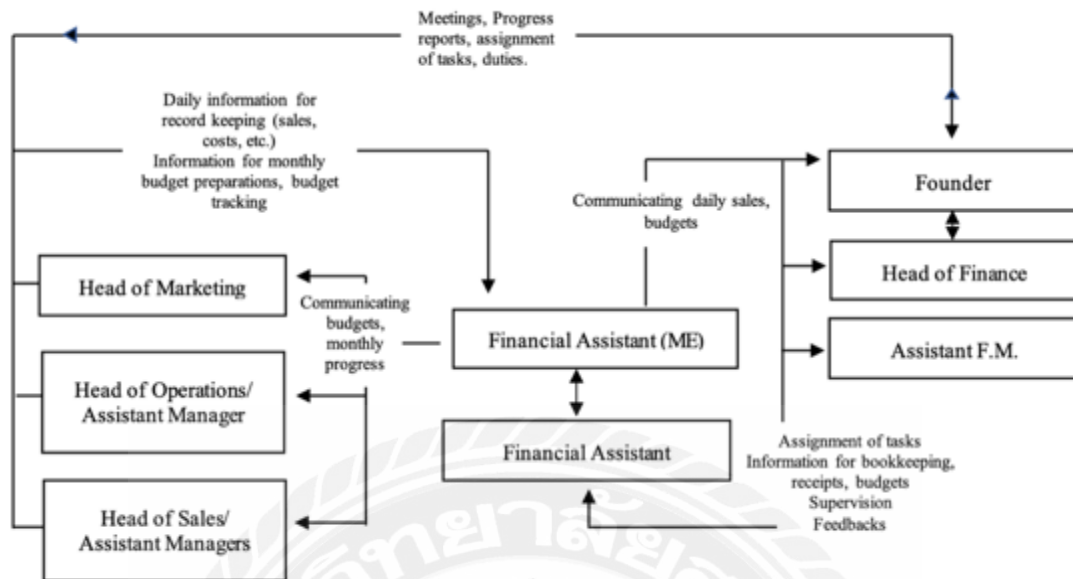 Meetings, Progress
reports, assignment
of tasks, duties.
Daily information for
record keeping (sales,
costs, etc.)
Information for monthly
budget preparations, budget
tracking
Communicating daily sales,
budgets
Founder
Head of Finance
Assistant F.M.
Head of Marketing
Communicating
budgets,
monthly
progress
Financial Assistant (ME)
Head of Operations/
Assistant Manager
Financial Assistant
Assignment of tasks
Information for bookkeeping,
receipts, budgets
Supervision
Feedbacks
Head of Sales/
Assistant Managers